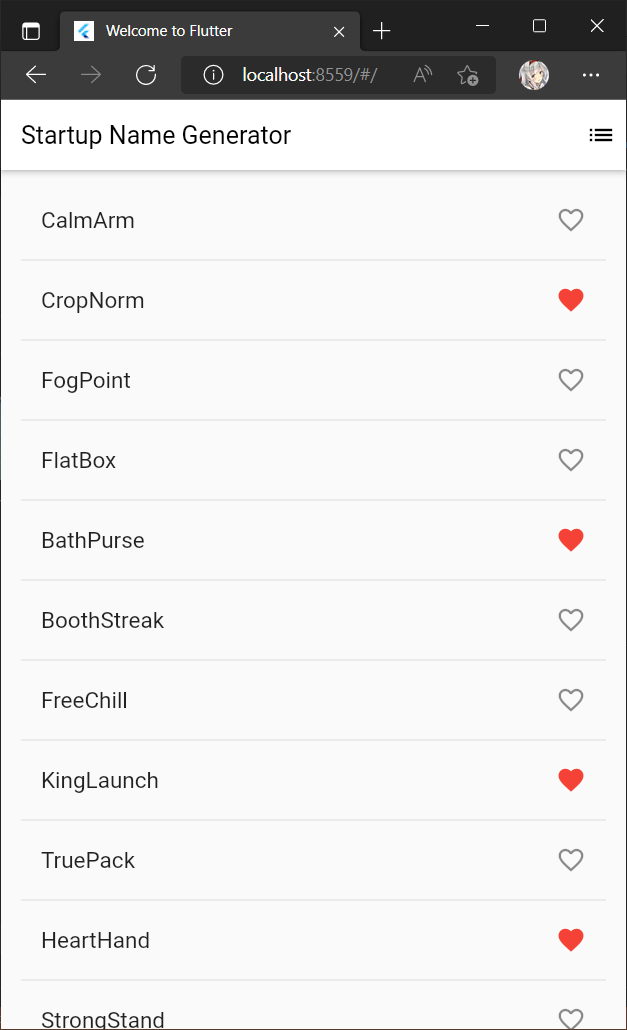 Welcome to Flutter
localhost:8559/#/
Startup Name Generator
CalmArm
CropNorm
FogPoint
FlatBox
BathPurse
BoothStreak
FreeChill
KingLaunch
TruePack
HeartHand
StrongStand